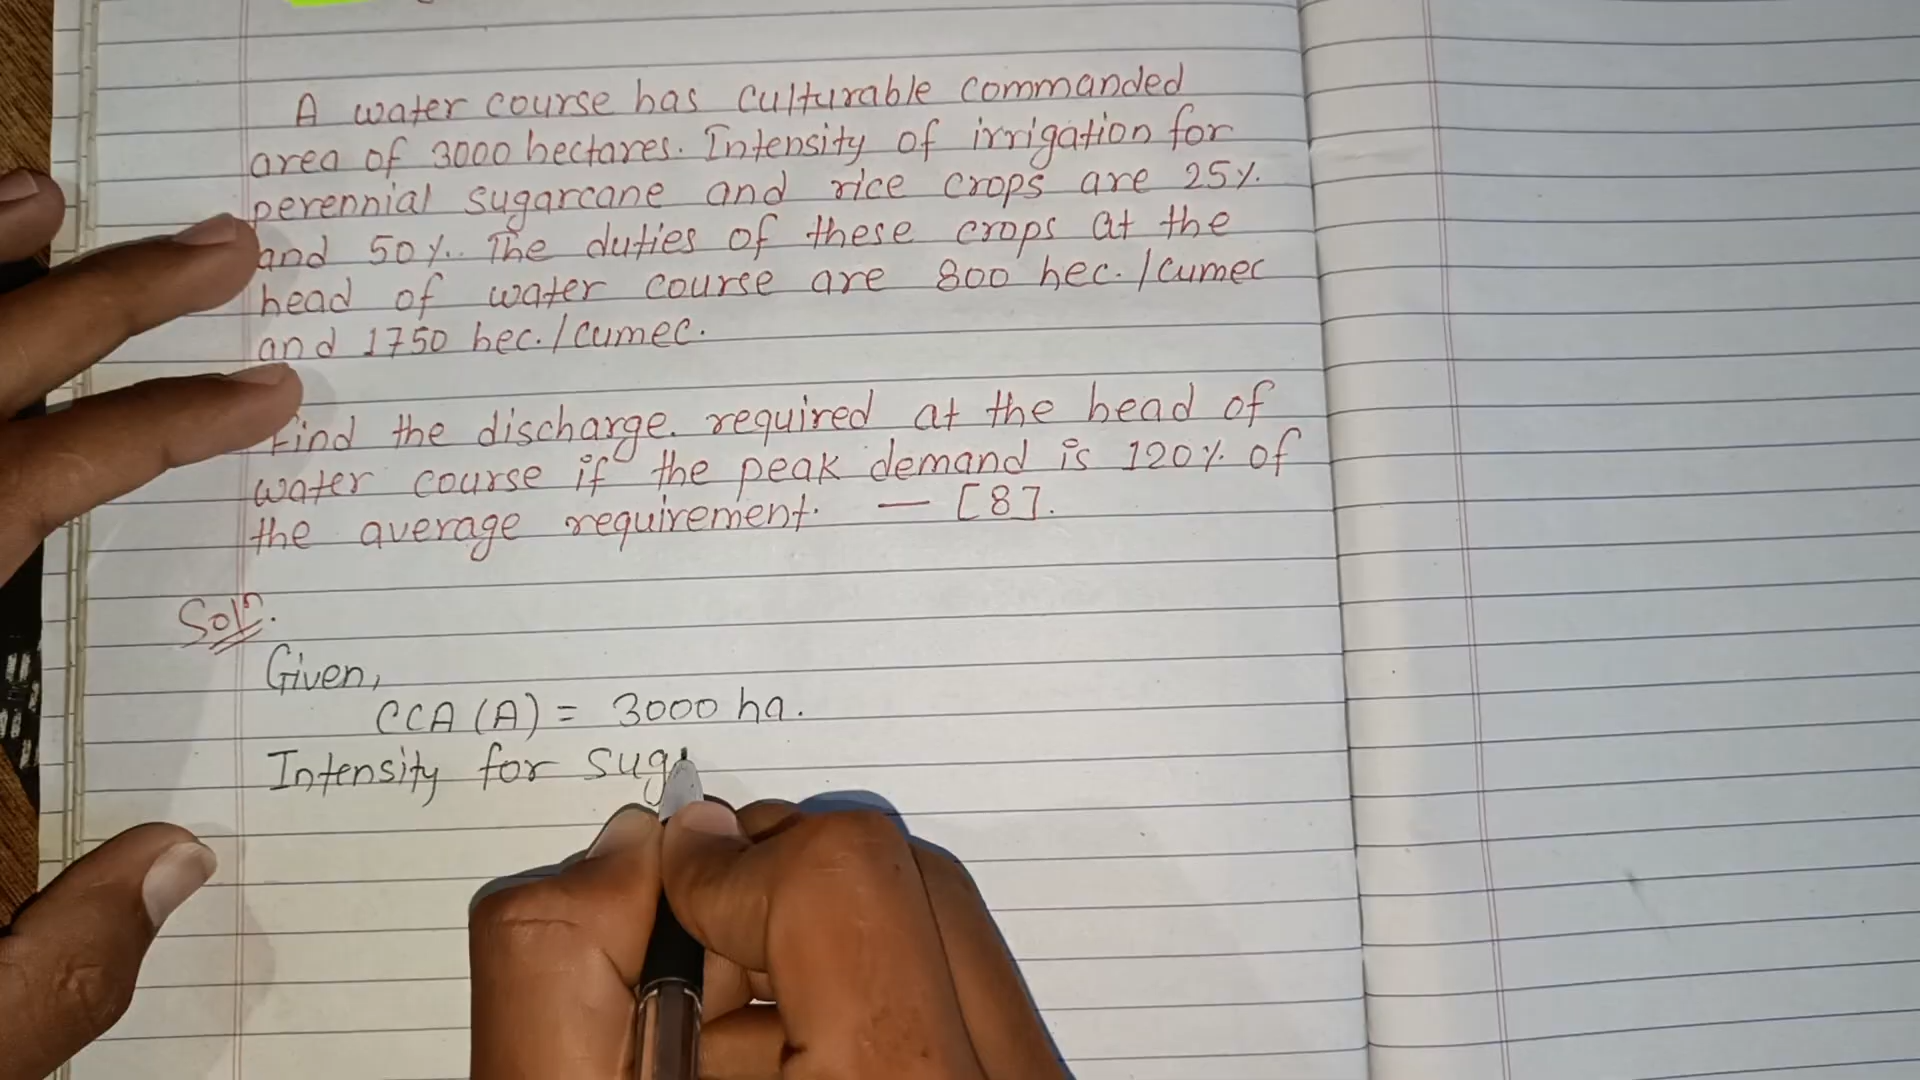 A water course has culturable commanded
area of 3000 hectares. Intensity of irrigation for
perennial sugarcane and rice crops are 25%
and 50%. The duties of these crops at the
head of water course are 800 hec./cumec
and 1750 hec./cumec.
Find the discharge. required at the head of
water course if the peak demand is 120% of
the average requirement. — [8].
Solⁿ.
Given,
CCA (A) = 3000 ha.
Intensity for sug